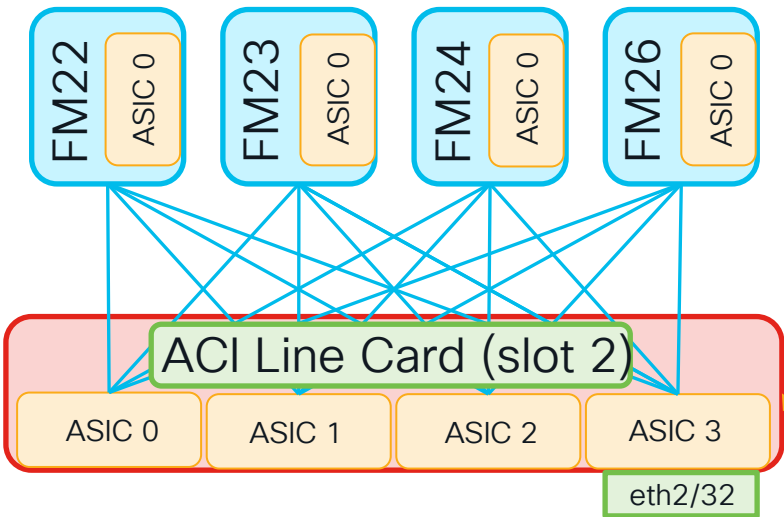 FM22
ASIC 0
FM23
ASIC 0
FM24
ASIC 0
FM26
ASIC 0
ACI Line Card (slot 2)
ASIC 0
ASIC 1
ASIC 2
ASIC 3
eth2/32